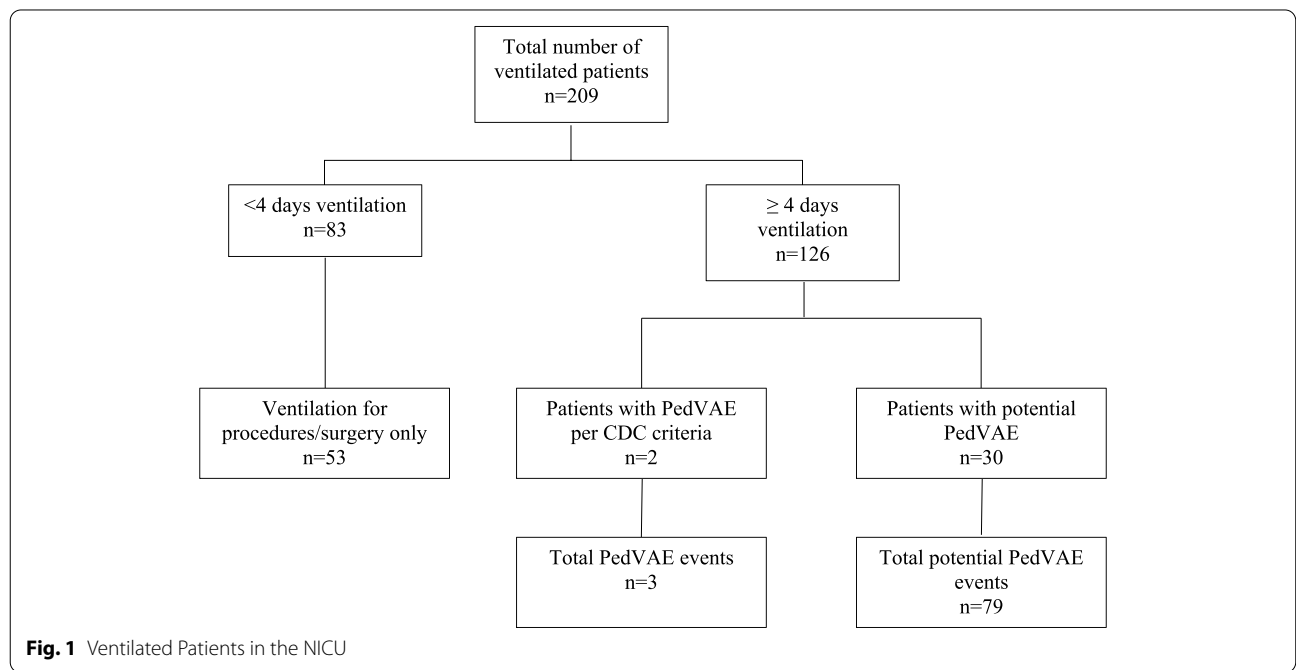 Total number of
ventilated patients
n=209
<4 days ventilation
n=83
≥ 4 days
ventilation
n=126
Ventilation for
procedures/surgery only
n=53
Patients with PedVAE
per CDC criteria
n=2
Patients with potential
PedVAE
n=30
Total PedVAE events
n=3
Total potential PedVAE
events
n=79
Fig. 1 Ventilated Patients in the NICU